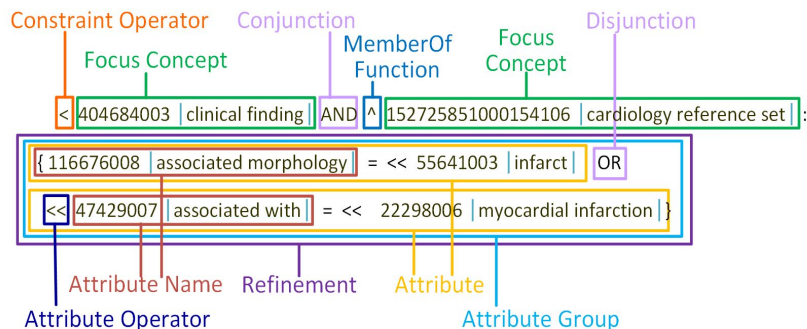 Constraint Operator Conjunction Disjunction
MemberOf
Function
Focus
Concept
Focus Concept
< 404684003 | clinical finding | AND ^ 152725851000154106 | cardiology reference set | :
{ 116676008 | associated morphology | = << 55641003 | infarct | OR
<< 47429007 | associated with | = << 22298006 | myocardial infarction | }
Attribute Name Refinement Attribute
Attribute Operator Attribute Group